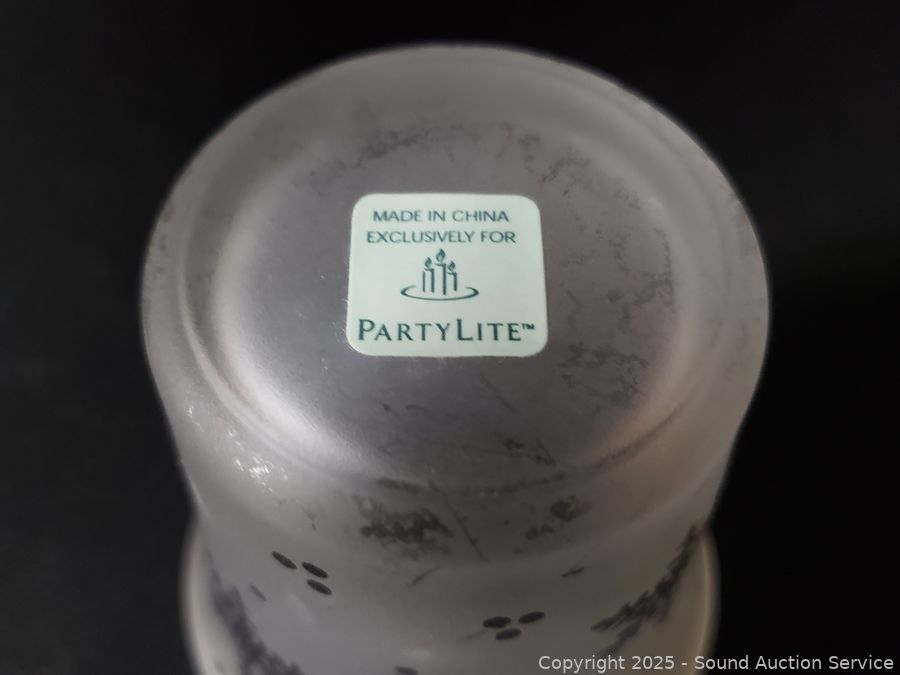 MADE IN CHINA
EXCLUSIVELY FOR
PARTYLITE™
Copyright 2025 - Sound Auction Service